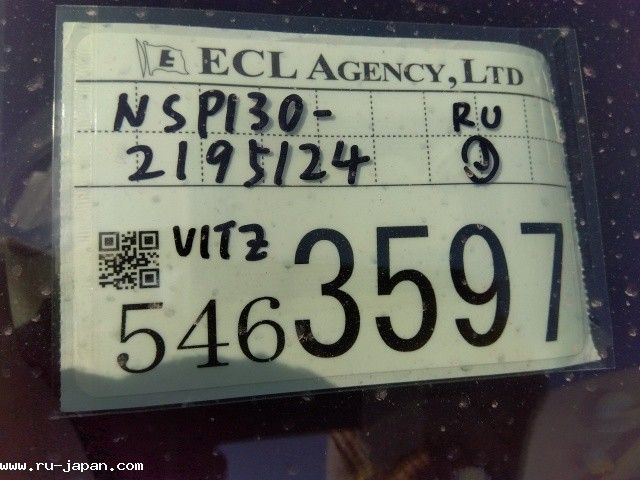 E ECL AGENCY, LTD
NSP130- RU
2195124 J
VITZ
5463597
www.ru-japan.com